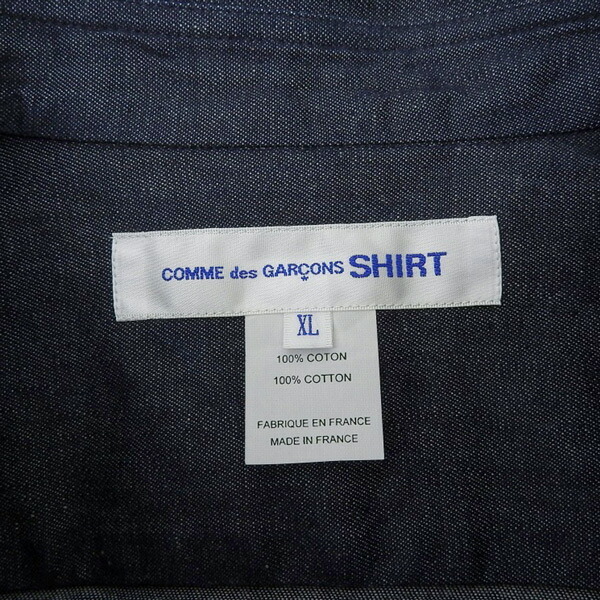 COMME des GARÇONS SHIRT
XL
100% COTON
100% COTTON
FABRIQUE EN FRANCE
MADE IN FRANCE